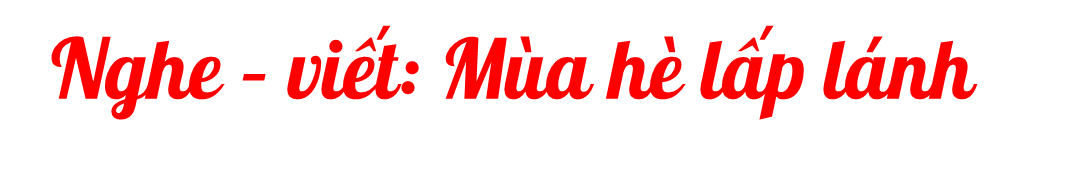 Nghe - viết: Mùa hè lấp lánh